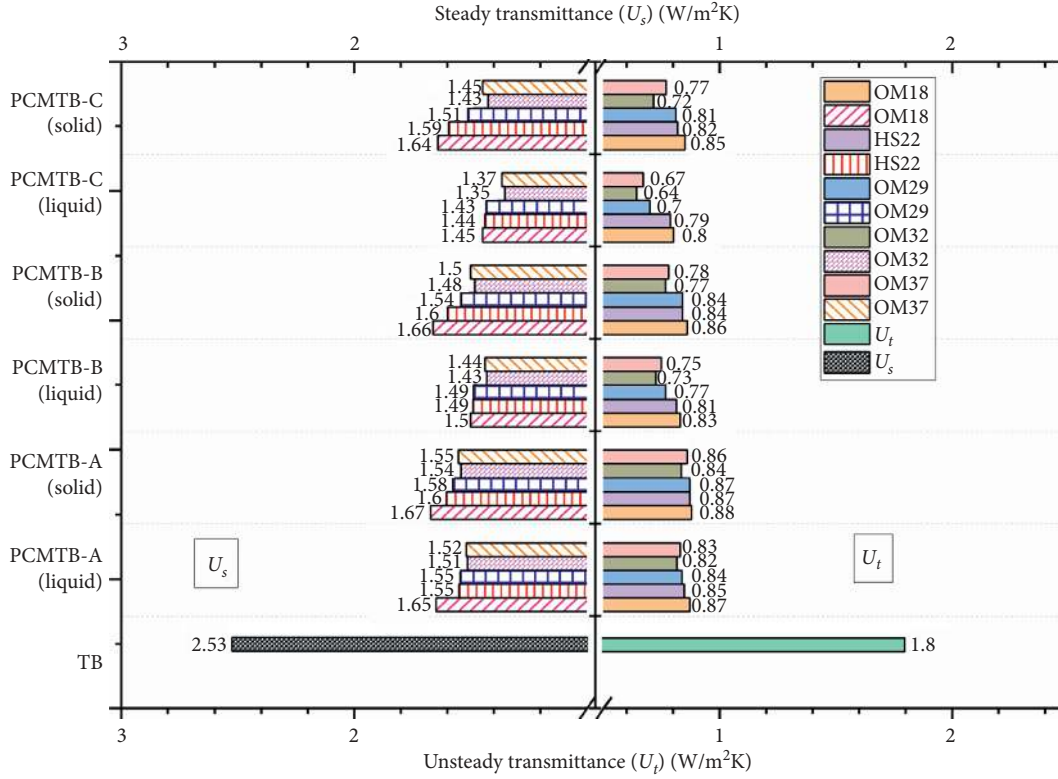 Steady transmittance (U_s) (W/m²K)
3 2 1 2
PCMTB-C
(solid)
1.45 0.77
1.43 0.72
1.51 0.81
1.59 0.82
1.64 0.85
PCMTB-C
(liquid)
1.37 0.67
1.35 0.64
1.43 0.7
1.44 0.79
1.45 0.8
PCMTB-B
(solid)
1.5 0.78
1.48 0.77
1.54 0.84
1.6 0.84
1.66 0.86
PCMTB-B
(liquid)
1.44 0.75
1.43 0.73
1.49 0.77
1.49 0.81
1.5 0.83
PCMTB-A
(solid)
1.55 0.86
1.54 0.84
1.58 0.87
1.6 0.87
1.67 0.88
PCMTB-A
(liquid)
1.52 0.83
1.51 0.82
1.55 0.84
1.55 0.85
1.65 0.87
U_s
U_t
TB
2.53 1.8
OM18
OM18
HS22
HS22
OM29
OM29
OM32
OM32
OM37
OM37
U_t
U_s
3 2 1 2
Unsteady transmittance (U_t) (W/m²K)